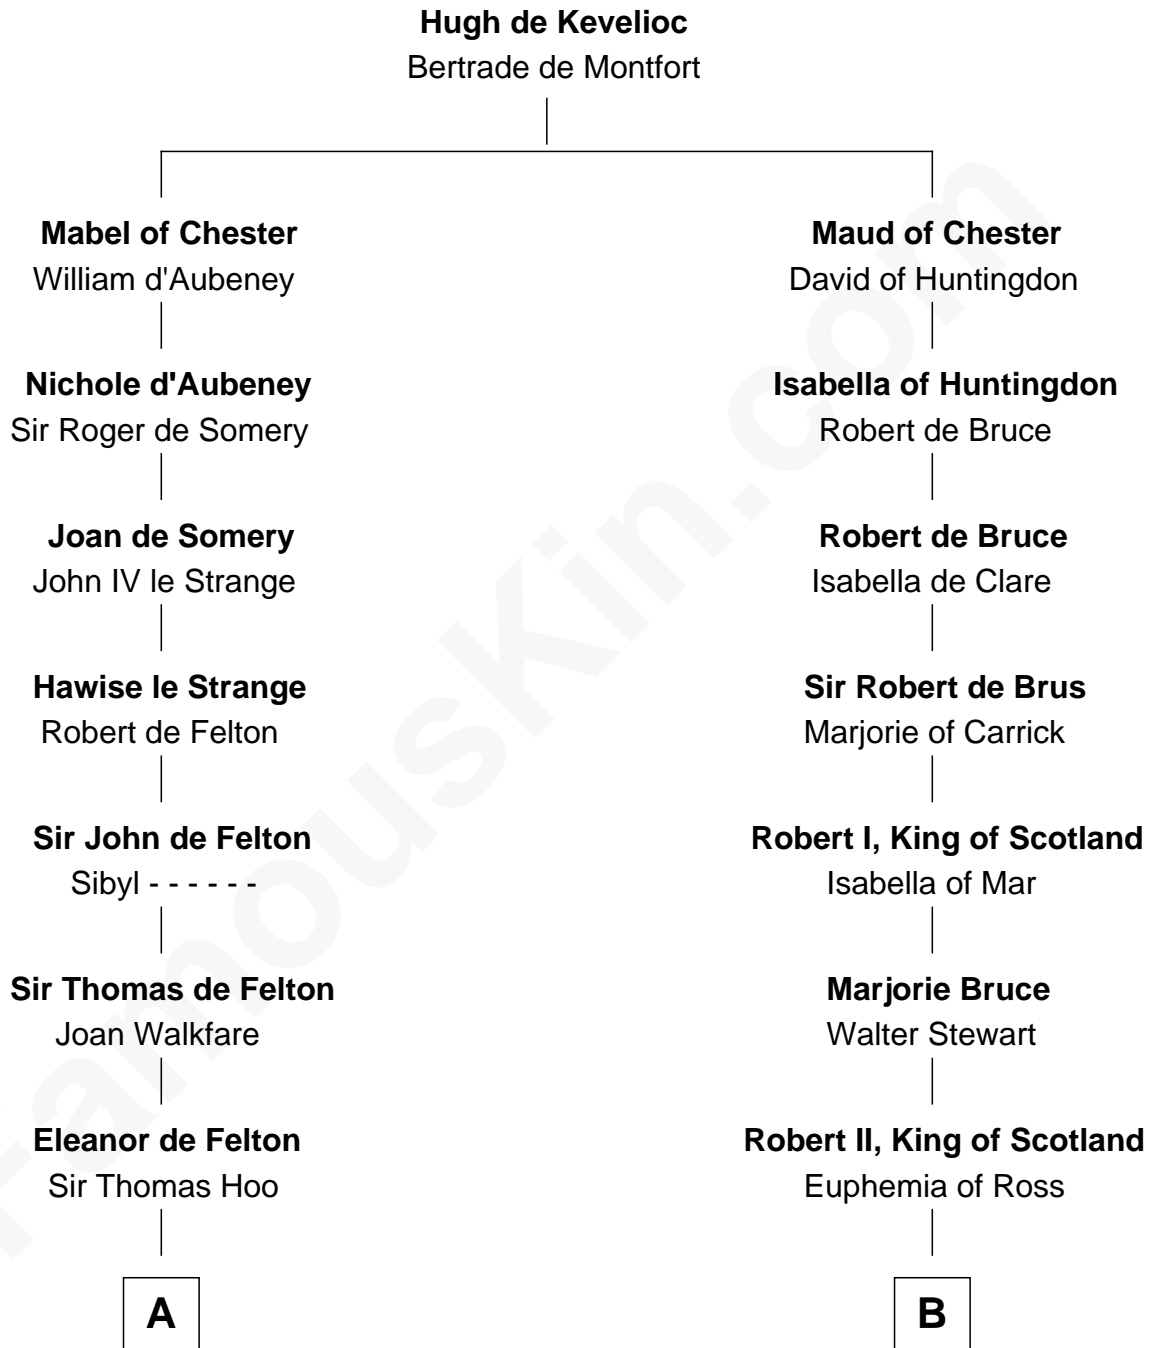 Hugh de Kevelioc
Bertrade de Montfort
Mabel of Chester
William d'Aubeney
Maud of Chester
David of Huntingdon
Nichole d'Aubeney
Sir Roger de Somery
Isabella of Huntingdon
Robert de Bruce
Joan de Somery
John IV le Strange
Robert de Bruce
Isabella de Clare
Hawise le Strange
Robert de Felton
Sir Robert de Brus
Marjorie of Carrick
Sir John de Felton
Sibyl - - - - - -
Robert I, King of Scotland
Isabella of Mar
Sir Thomas de Felton
Joan Walkfare
Marjorie Bruce
Walter Stewart
Eleanor de Felton
Sir Thomas Hoo
Robert II, King of Scotland
Euphemia of Ross
A
B
FamousKin.com